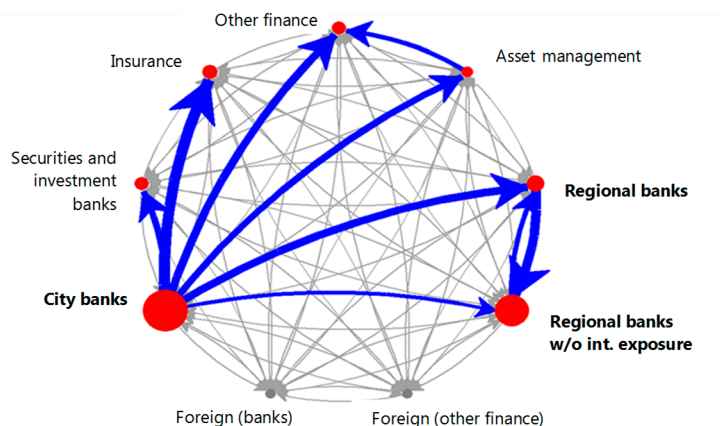 Other finance
Insurance
Asset management
Securities and
investment
banks
Regional banks
City banks
Regional banks
w/o int. exposure
Foreign (banks)
Foreign (other finance)